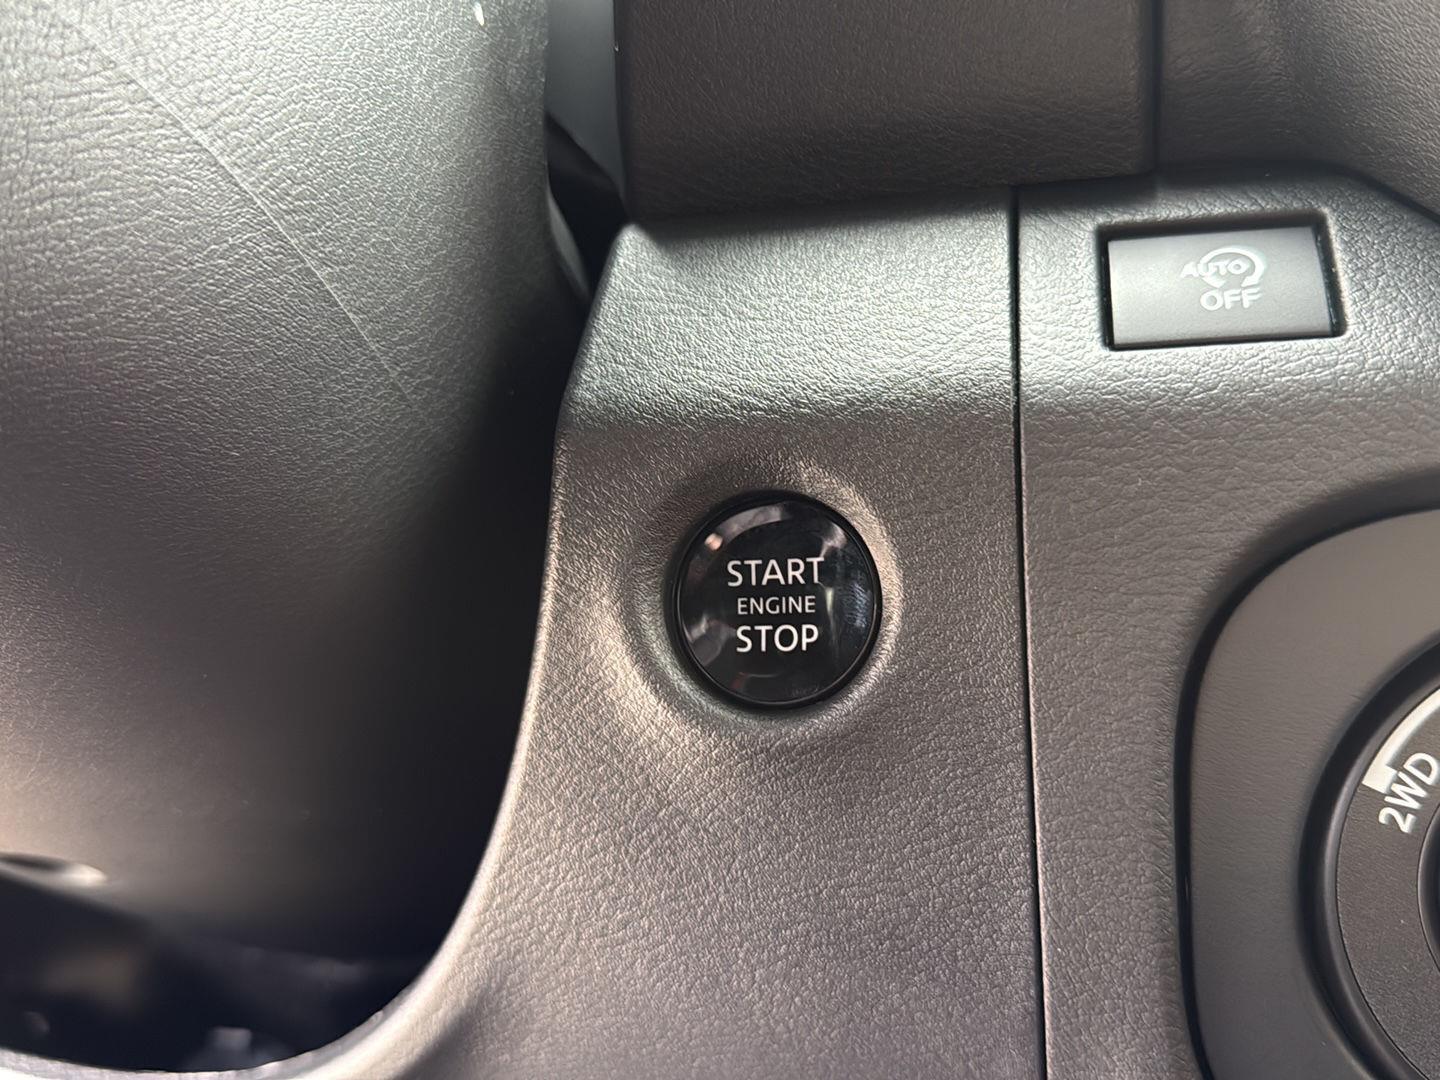 AUTO
OFF
START
ENGINE
STOP
2WD